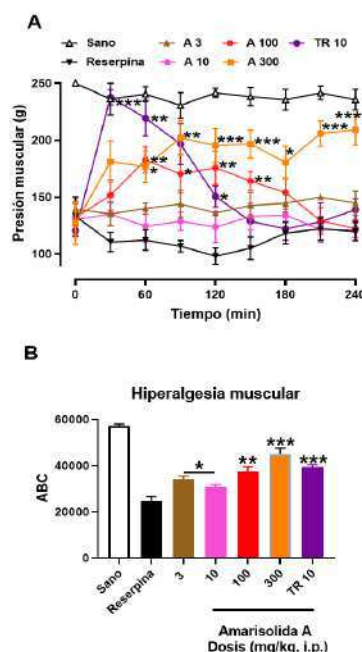 A
Sano
A 3
A 100
TR 10
Reserpina
A 10
A 300
Presión muscular (g)
250
200
150
100
***
**
*
**
**
*
***
**
*
***
**
*
***
***
0
60
120
180
240
Tiempo (min)
B
Hiperalgesia muscular
ABC
60000
40000
20000
0
*
**
***
***
Sano
Reserpina
3
10
100
300
TR 10
Amarisolida A
Dosis (mg/kg, i.p.)